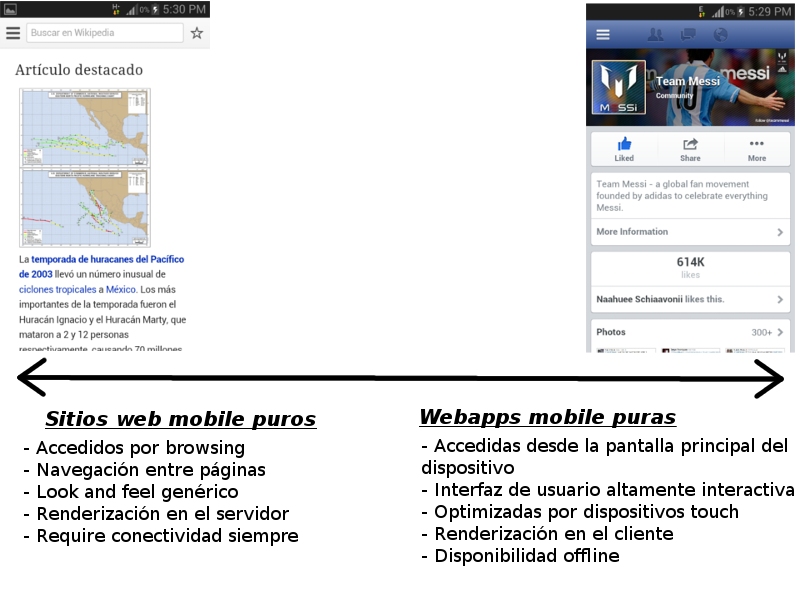 0% 5:30 PM
Buscar en Wikipedia
Artículo destacado
La temporada de huracanes del Pacífico
de 2003 llevó un número inusual de
ciclones tropicales a México. Los más
importantes de la temporada fueron el
Huracán Ignacio y el Huracán Marty, que
mataron a 2 y 12 personas
respectivamente, causando 70 millones
0% 5:29 PM
messi
Team Messi
Community
MESSI
Liked
Share
More
Team Messi - a global fan movement
founded by adidas to celebrate everything
Messi.
More Information
614K
likes
Naahuee Schiaavonii likes this.
Photos 300+
Sitios web mobile puros
- Accedidos por browsing
- Navegación entre páginas
- Look and feel genérico
- Renderización en el servidor
- Require conectividad siempre
Webapps mobile puras
- Accedidas desde la pantalla principal del
dispositivo
- Interfaz de usuario altamente interactiva
- Optimizadas por dispositivos touch
- Renderización en el cliente
- Disponibilidad offline